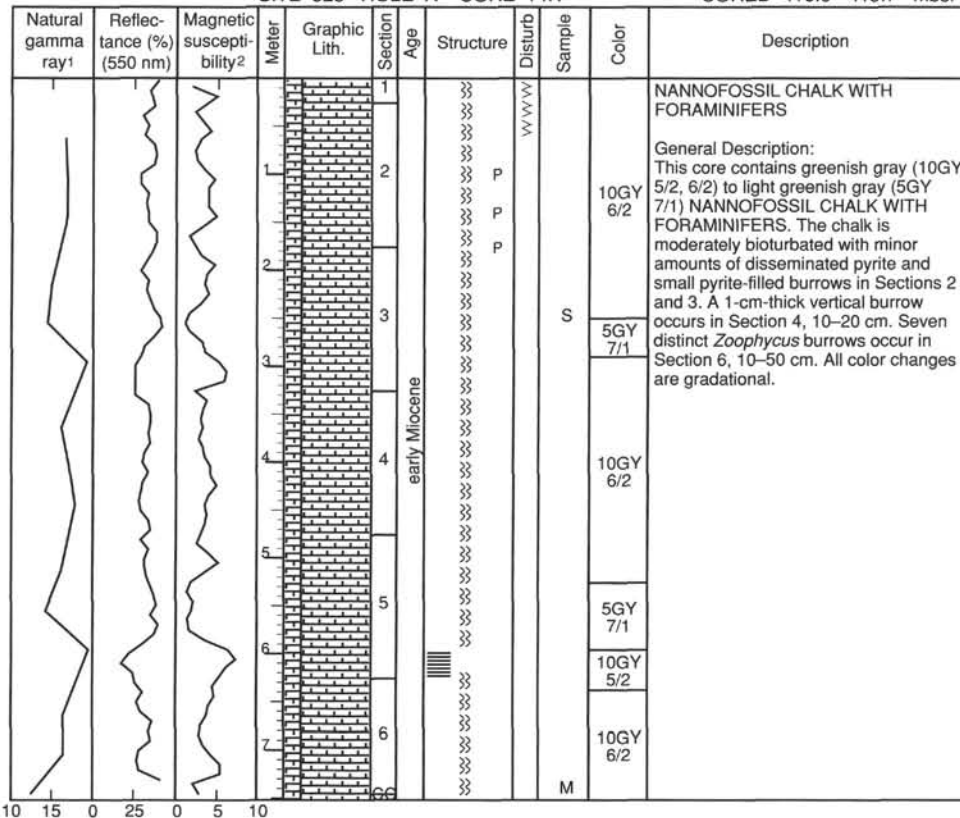 Natural
gamma
ray1
Reflec-
tance (%)
(550 nm)
Magnetic
suscepti-
bility2
Meter
Graphic
Lith.
Section
Age
Structure
Disturb
Sample
Color
Description
1
2
3
4
5
6
7
1
2
3
4
5
6
CC
early Miocene
P
P
P
S
M
10GY
6/2
5GY
7/1
10GY
6/2
5GY
7/1
10GY
5/2
10GY
6/2
NANNOFOSSIL CHALK WITH
FORAMINIFERS
General Description:
This core contains greenish gray (10GY
5/2, 6/2) to light greenish gray (5GY
7/1) NANNOFOSSIL CHALK WITH
FORAMINIFERS. The chalk is
moderately bioturbated with minor
amounts of disseminated pyrite and
small pyrite-filled burrows in Sections 2
and 3. A 1-cm-thick vertical burrow
occurs in Section 4, 10–20 cm. Seven
distinct Zoophycus burrows occur in
Section 6, 10–50 cm. All color changes
are gradational.
10 0 25 0 5 10